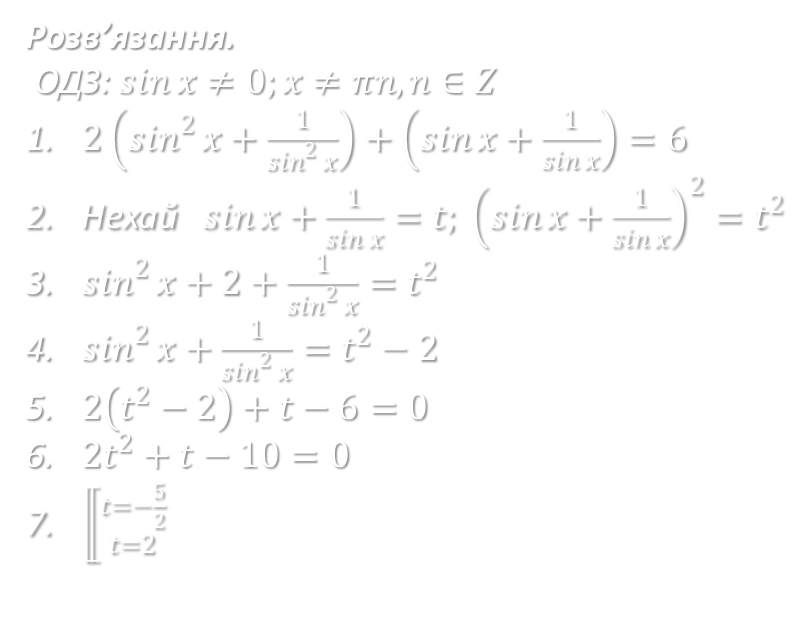 Розв’язання.
ОДЗ: sin x ≠ 0; x ≠ πn, n ∈ Z
1. 2 (sin² x + 1/(sin² x)) + (sin x + 1/(sin x)) = 6
2. Нехай sin x + 1/(sin x) = t; (sin x + 1/(sin x))² = t²
3. sin² x + 2 + 1/(sin² x) = t²
4. sin² x + 1/(sin² x) = t² − 2
5. 2(t² − 2) + t − 6 = 0
6. 2t² + t − 10 = 0
7. [t=−5/2
t=2